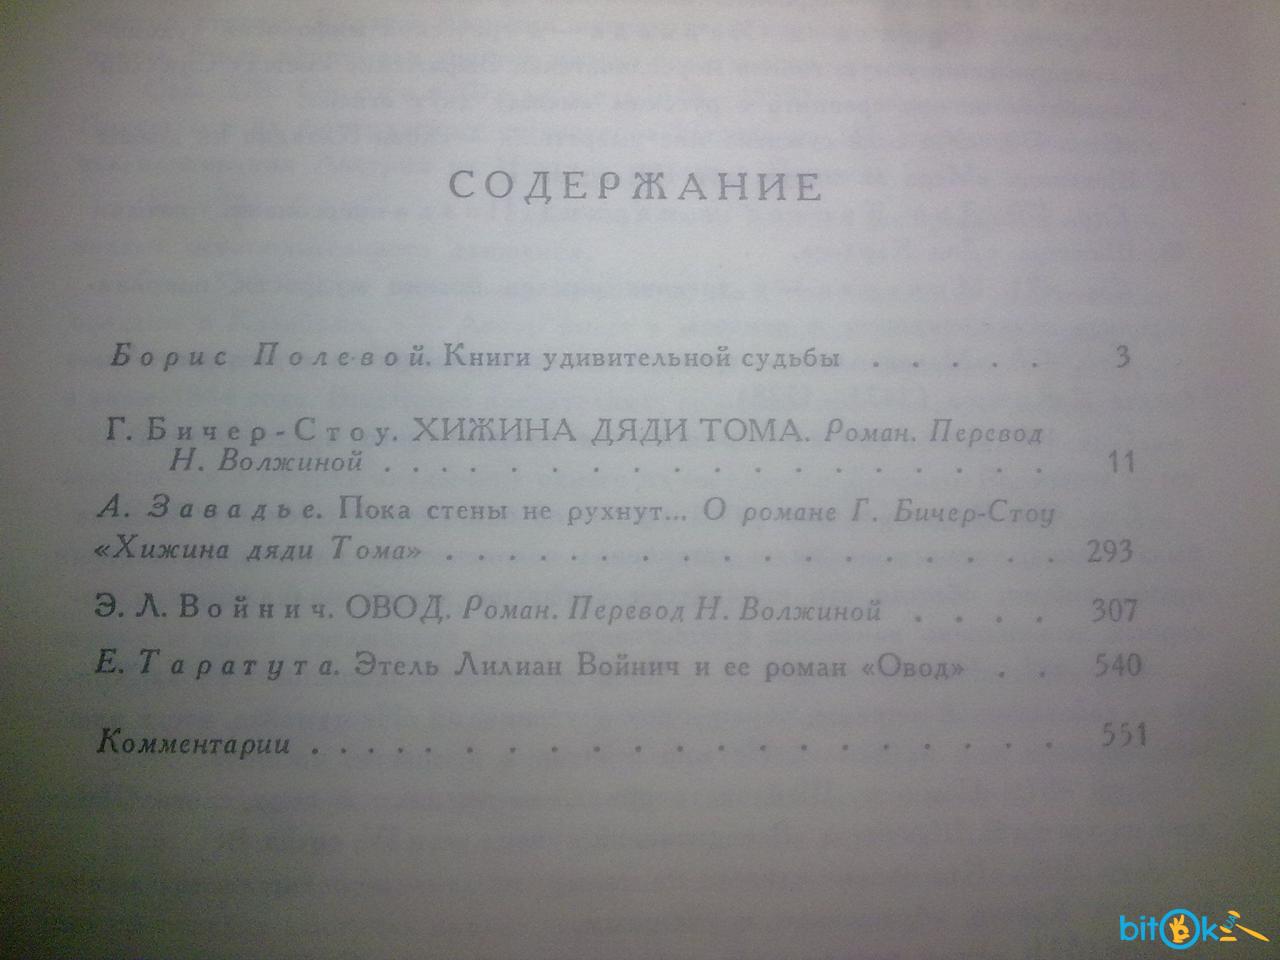 СОДЕРЖАНИЕ
Борис Полевой. Книги удивительной судьбы . . . . . 3
Г. Бичер-Стоу. ХИЖИНА ДЯДИ ТОМА. Роман. Перевод
Н. Волжиной . . . . . . . . . . . . . . . . . 11
А. Завадье. Пока стены не рухнут... О романе Г. Бичер-Стоу
«Хижина дяди Тома» . . . . . . . . . . . . . . . 293
Э. Л. Войнич. ОВОД. Роман. Перевод Н. Волжиной . . . . 307
Е. Таратута. Этель Лилиан Войнич и ее роман «Овод» . . 540
Комментарии . . . . . . . . . . . . . . . . . . . 551
bitOk